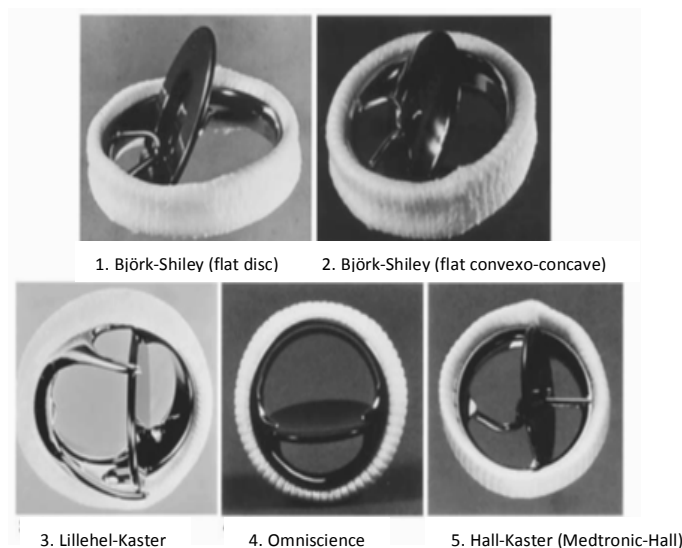 1. Björk-Shiley (flat disc) 2. Björk-Shiley (flat convexo-concave)
3. Lillehel-Kaster 4. Omniscience 5. Hall-Kaster (Medtronic-Hall)